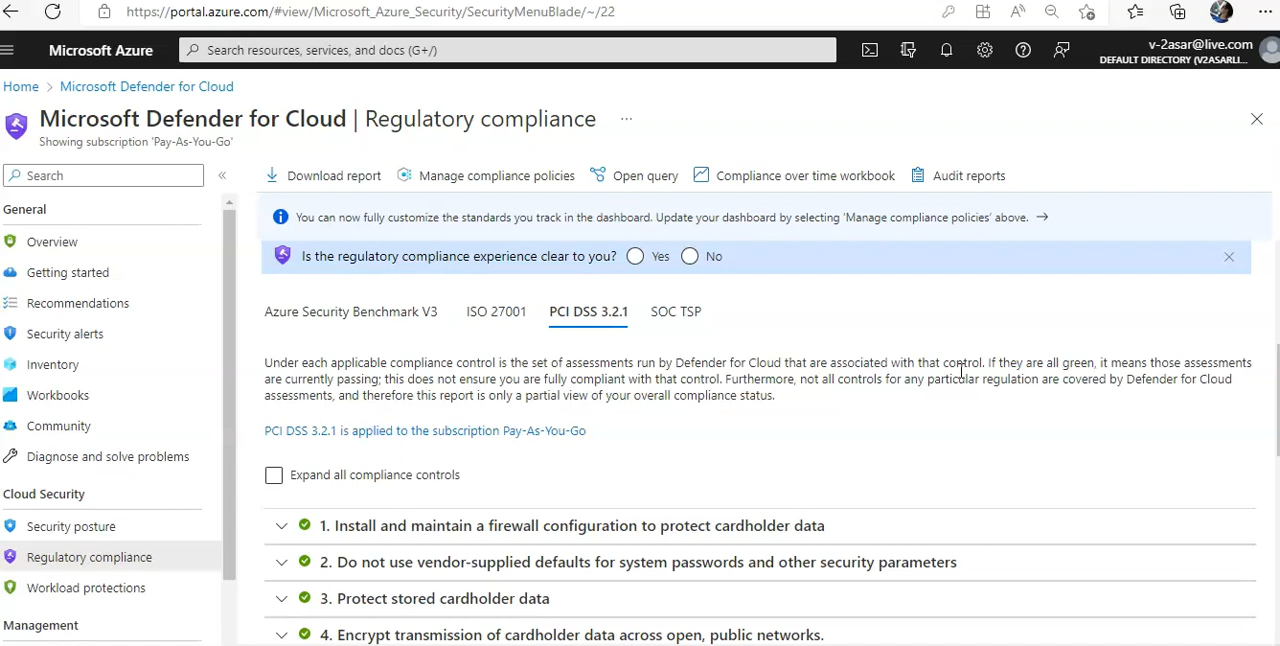 https://portal.azure.com/#view/Microsoft_Azure_Security/SecurityMenuBlade/~/22
Microsoft Azure
Search resources, services, and docs (G+/)
v-2asar@live.com
DEFAULT DIRECTORY (V2ASARLI...
Home > Microsoft Defender for Cloud
Microsoft Defender for Cloud | Regulatory compliance ...
Showing subscription 'Pay-As-You-Go'
Search
«
Download report
Manage compliance policies
Open query
Compliance over time workbook
Audit reports
General
Overview
Getting started
Recommendations
Security alerts
Inventory
Workbooks
Community
Diagnose and solve problems
Cloud Security
Security posture
Regulatory compliance
Workload protections
Management
You can now fully customize the standards you track in the dashboard. Update your dashboard by selecting 'Manage compliance policies' above. →
Is the regulatory compliance experience clear to you? Yes No
Azure Security Benchmark V3
ISO 27001
PCI DSS 3.2.1
SOC TSP
Under each applicable compliance control is the set of assessments run by Defender for Cloud that are associated with that control. If they are all green, it means those assessments
are currently passing; this does not ensure you are fully compliant with that control. Furthermore, not all controls for any particular regulation are covered by Defender for Cloud
assessments, and therefore this report is only a partial view of your overall compliance status.
PCI DSS 3.2.1 is applied to the subscription Pay-As-You-Go
Expand all compliance controls
1. Install and maintain a firewall configuration to protect cardholder data
2. Do not use vendor-supplied defaults for system passwords and other security parameters
3. Protect stored cardholder data
4. Encrypt transmission of cardholder data across open, public networks.